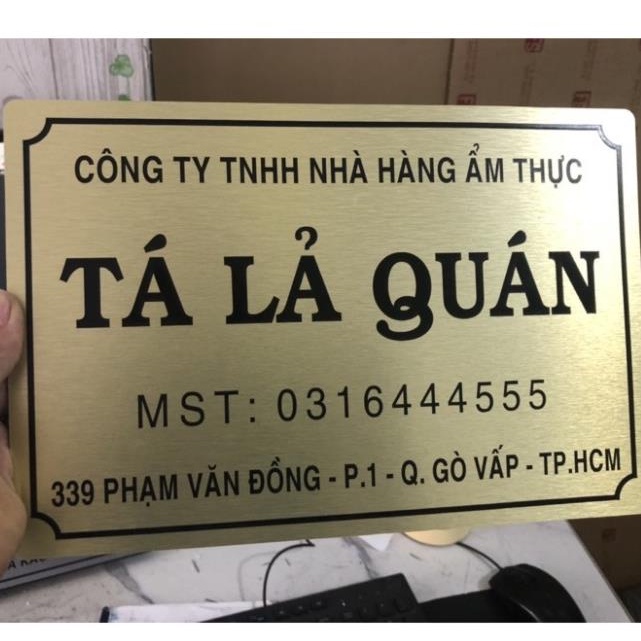 CÔNG TY TNHH NHÀ HÀNG ẨM THỰC
TÁ LẢ QUÁN
MST: 0316444555
339 PHẠM VĂN ĐỒNG - P.1 - Q. GÒ VẤP - TP.HCM